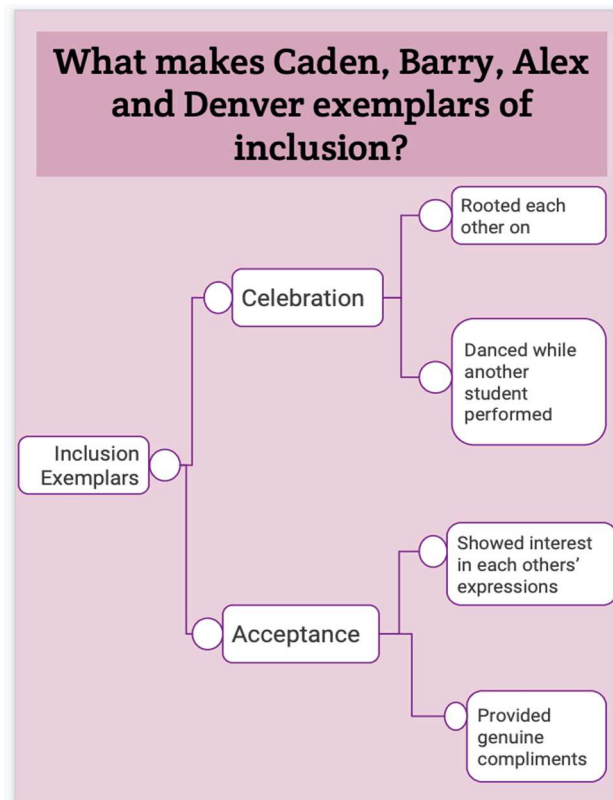 What makes Caden, Barry, Alex
and Denver exemplars of
inclusion?
Inclusion
Exemplars
Celebration
Rooted each
other on
Danced while
another
student
performed
Acceptance
Showed interest
in each others’
expressions
Provided
genuine
compliments